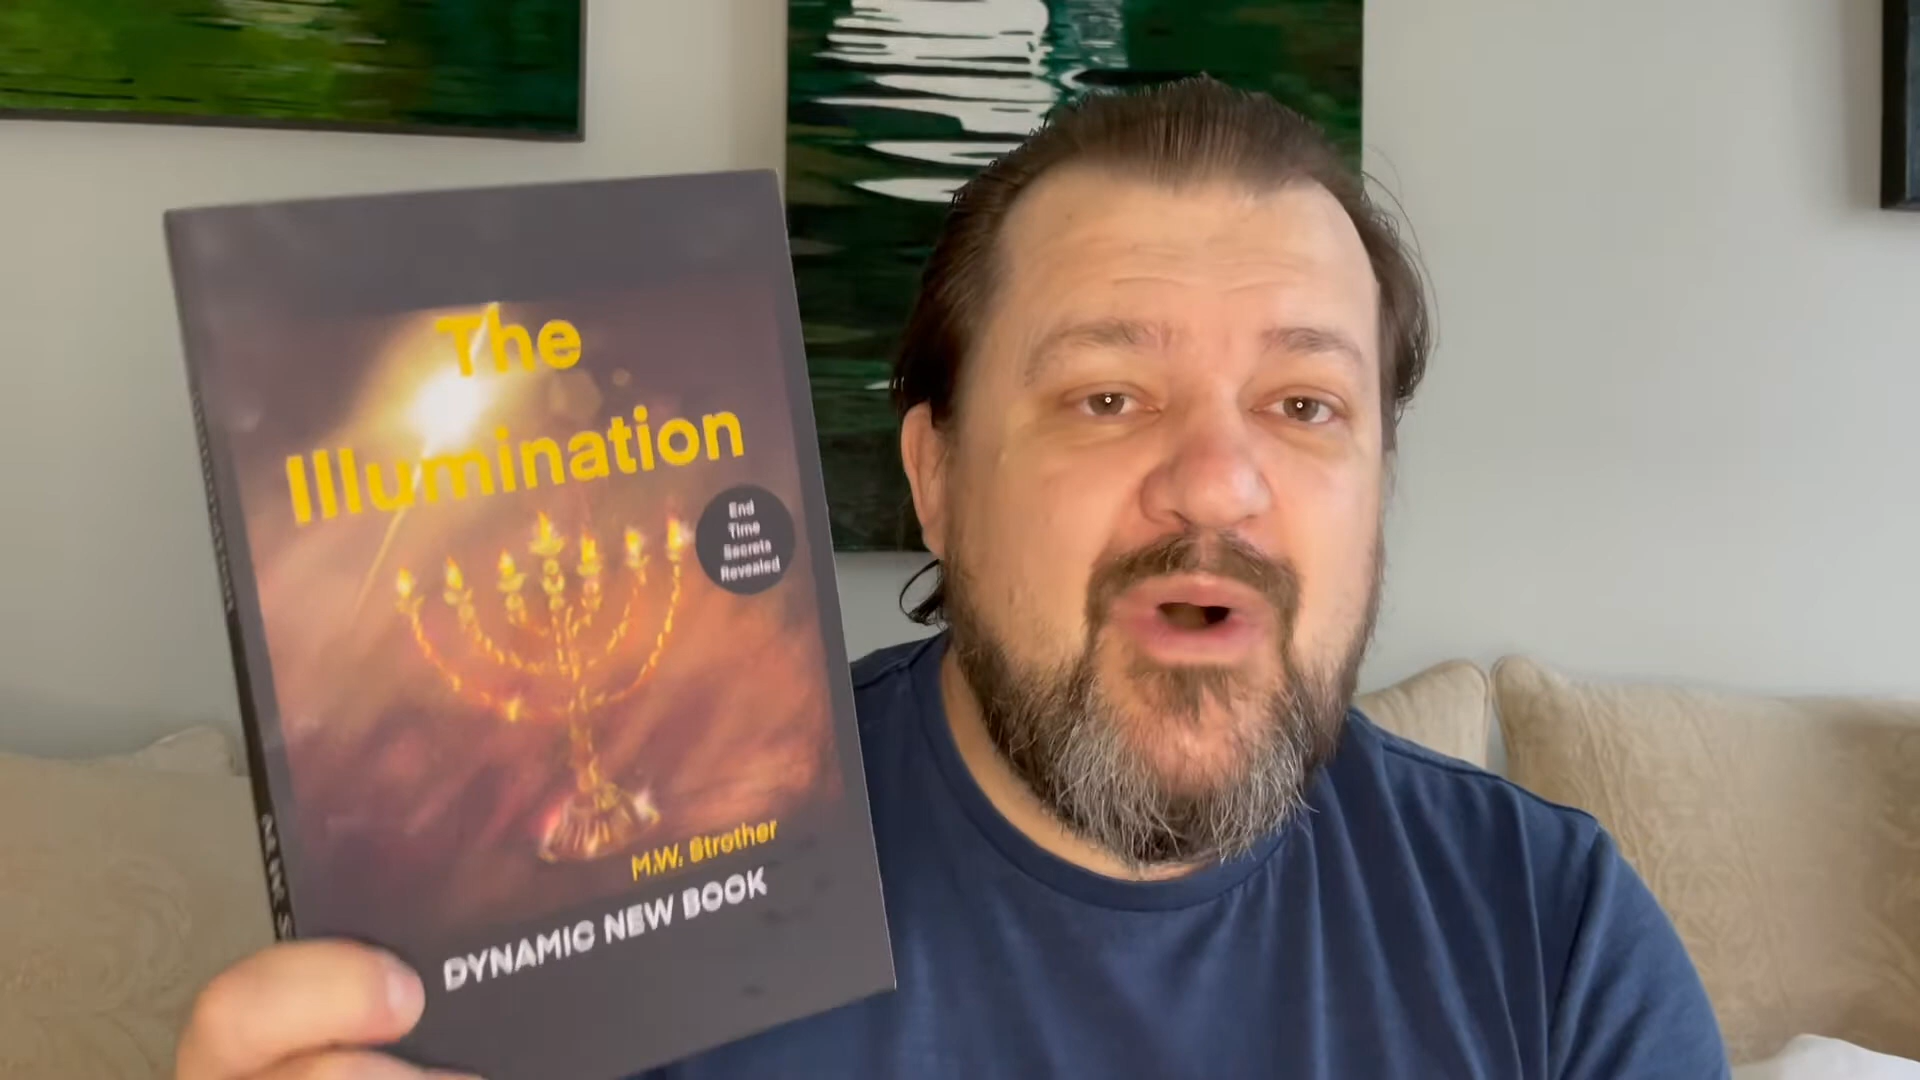 The
Illumination
End
Time
Secrets
Revealed
M.W. Strother
DYNAMIC NEW BOOK